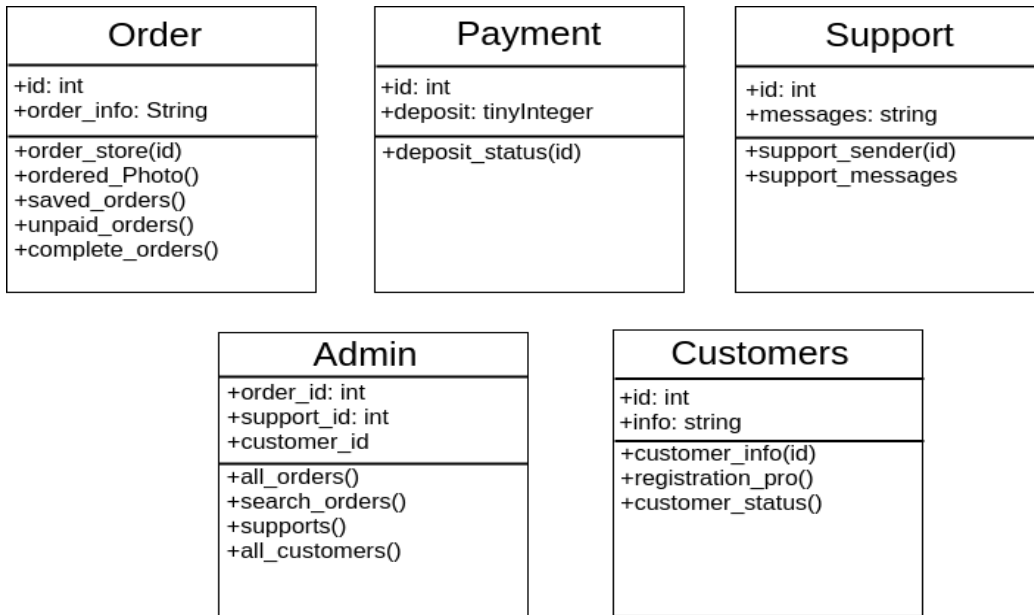 Order
+id: int
+order_info: String
+order_store(id)
+ordered_Photo()
+saved_orders()
+unpaid_orders()
+complete_orders()
Payment
+id: int
+deposit: tinyInteger
+deposit_status(id)
Support
+id: int
+messages: string
+support_sender(id)
+support_messages
Admin
+order_id: int
+support_id: int
+customer_id
+all_orders()
+search_orders()
+supports()
+all_customers()
Customers
+id: int
+info: string
+customer_info(id)
+registration_pro()
+customer_status()